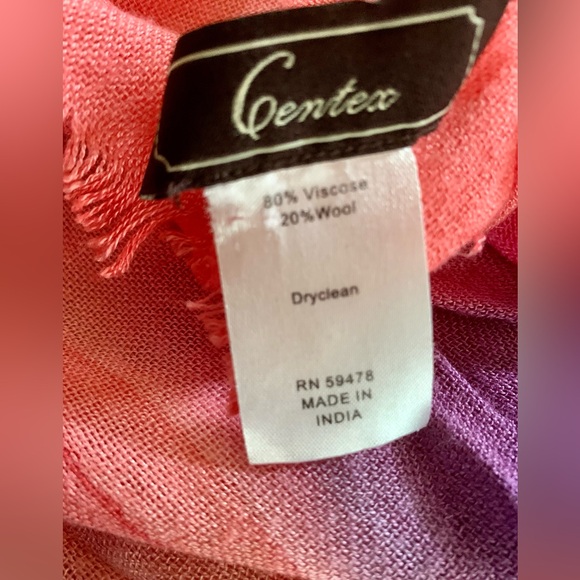 Centex
80% Viscose
20%Wool
Dryclean
RN 59478
MADE IN
INDIA